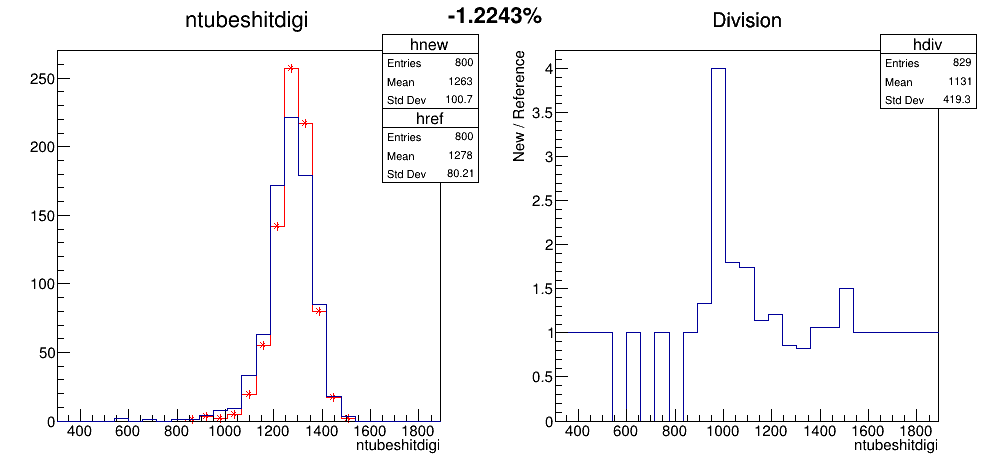 ntubeshitdigi
-1.2243%
Division
hnew
Entries 800
Mean 1263
Std Dev 100.7
href
Entries 800
Mean 1278
Std Dev 80.21
250
200
150
100
50
0
400 600 800 1000 1200 1400 1600 1800
ntubeshitdigi
hdiv
Entries 829
Mean 1131
Std Dev 419.3
New / Reference
4
3.5
3
2.5
2
1.5
1
0.5
0
400 600 800 1000 1200 1400 1600 1800
ntubeshitdigi